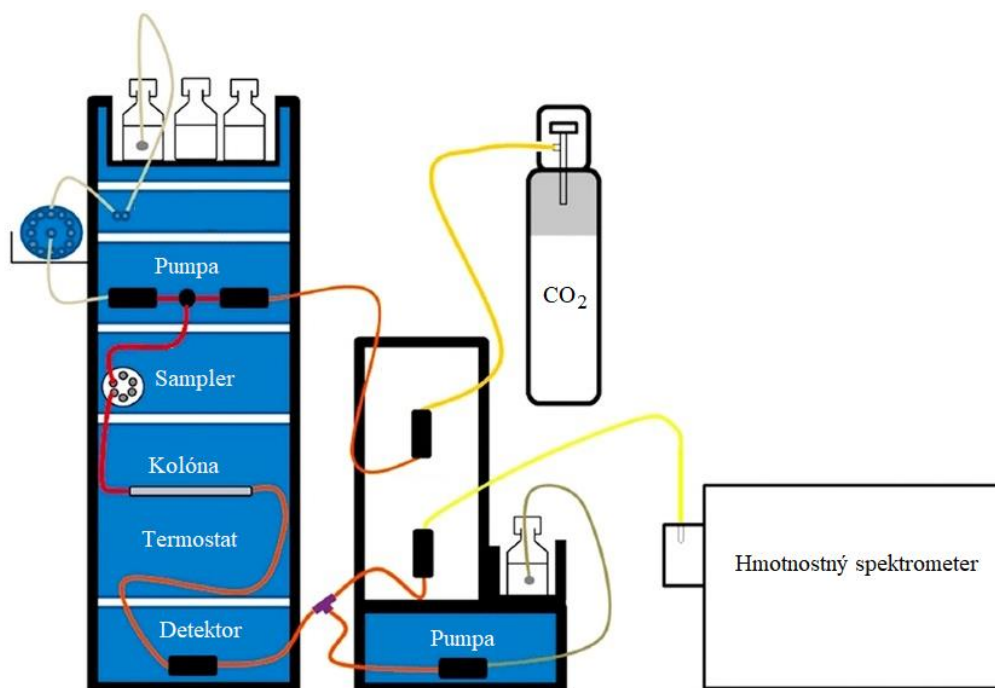 Pumpa
CO2
Sampler
Kolóna
Termostat
Hmotnostný spektrometer
Detektor
Pumpa